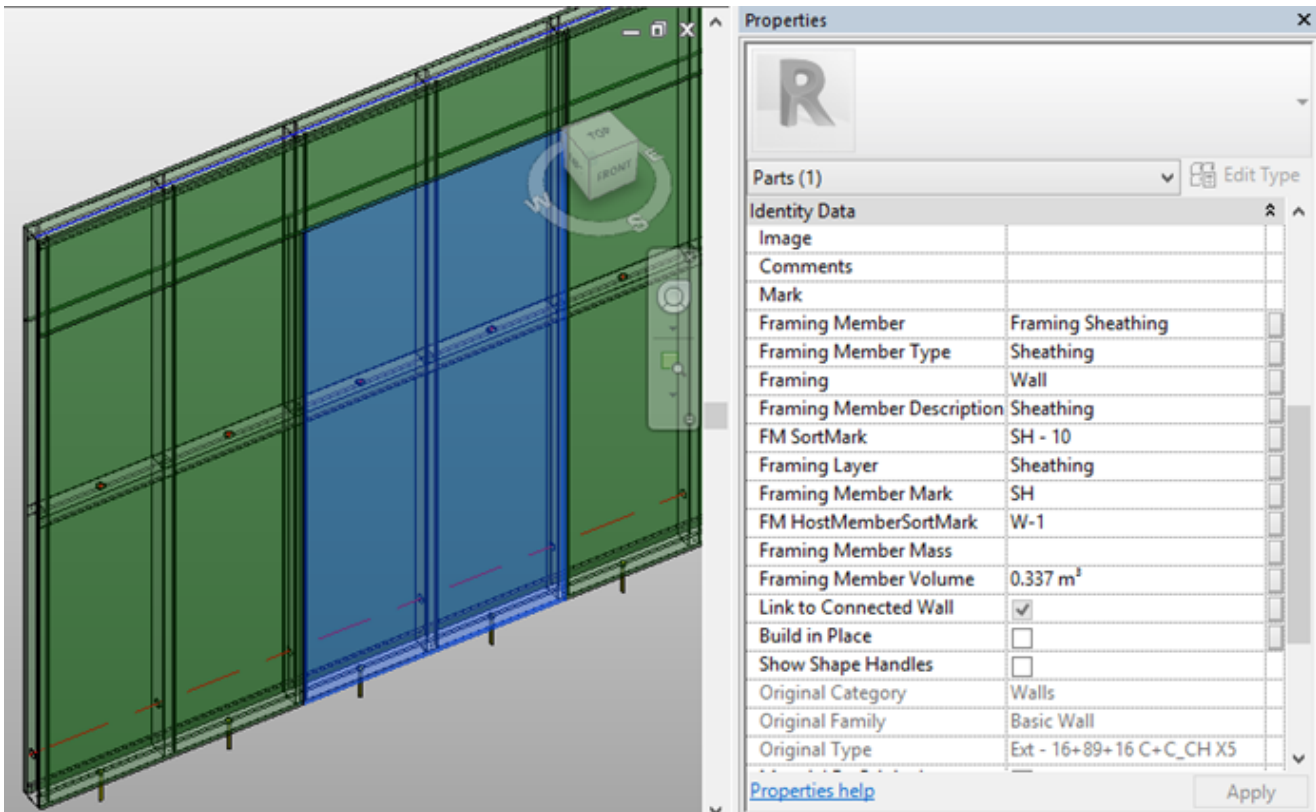 Properties
R
TOP
FRONT
W
S
E
Parts (1)
Edit Type
Identity Data
Image
Comments
Mark
Framing Member Framing Sheathing
Framing Member Type Sheathing
Framing Wall
Framing Member Description Sheathing
FM SortMark SH - 10
Framing Layer Sheathing
Framing Member Mark SH
FM HostMemberSortMark W-1
Framing Member Mass
Framing Member Volume 0.337 m³
Link to Connected Wall
Build in Place
Show Shape Handles
Original Category Walls
Original Family Basic Wall
Original Type Ext - 16+89+16 C+C_CH X5
Properties help
Apply